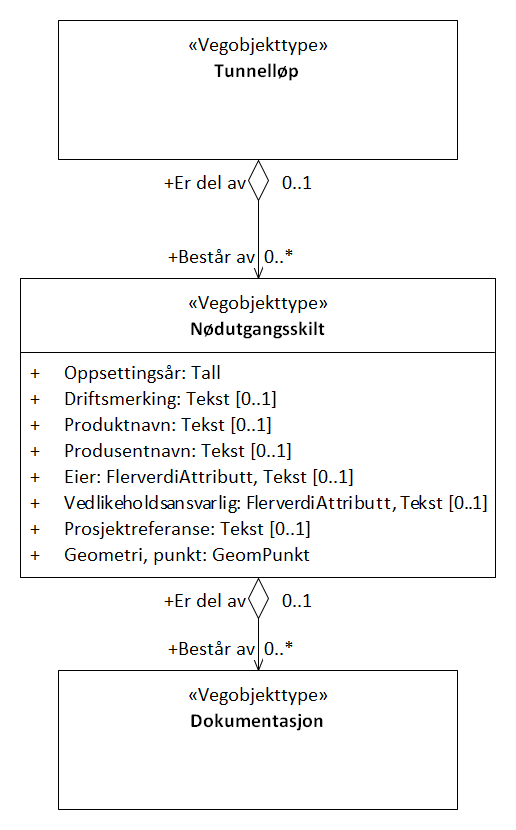 «Vegobjekttype»
Tunnelløp
+Er del av 0..1
+Består av 0..*
«Vegobjekttype»
Nødutgangsskilt
+ Oppsettingsår: Tall
+ Driftsmerking: Tekst [0..1]
+ Produktnavn: Tekst [0..1]
+ Produsentnavn: Tekst [0..1]
+ Eier: FlerverdiAttributt, Tekst [0..1]
+ Vedlikeholdsansvarlig: FlerverdiAttributt, Tekst [0..1]
+ Prosjektreferanse: Tekst [0..1]
+ Geometri, punkt: GeomPunkt
+Er del av 0..1
+Består av 0..*
«Vegobjekttype»
Dokumentasjon